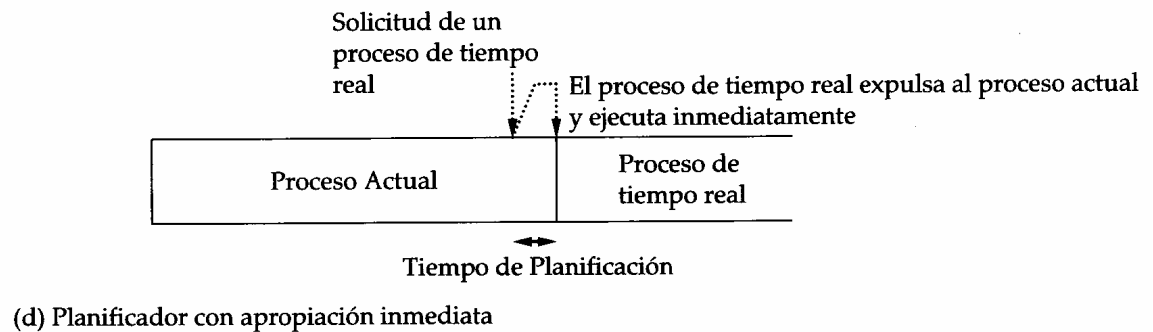 Solicitud de un
proceso de tiempo
real
El proceso de tiempo real expulsa al proceso actual
y ejecuta inmediatamente
Proceso Actual
Proceso de
tiempo real
Tiempo de Planificación
(d) Planificador con apropiación inmediata